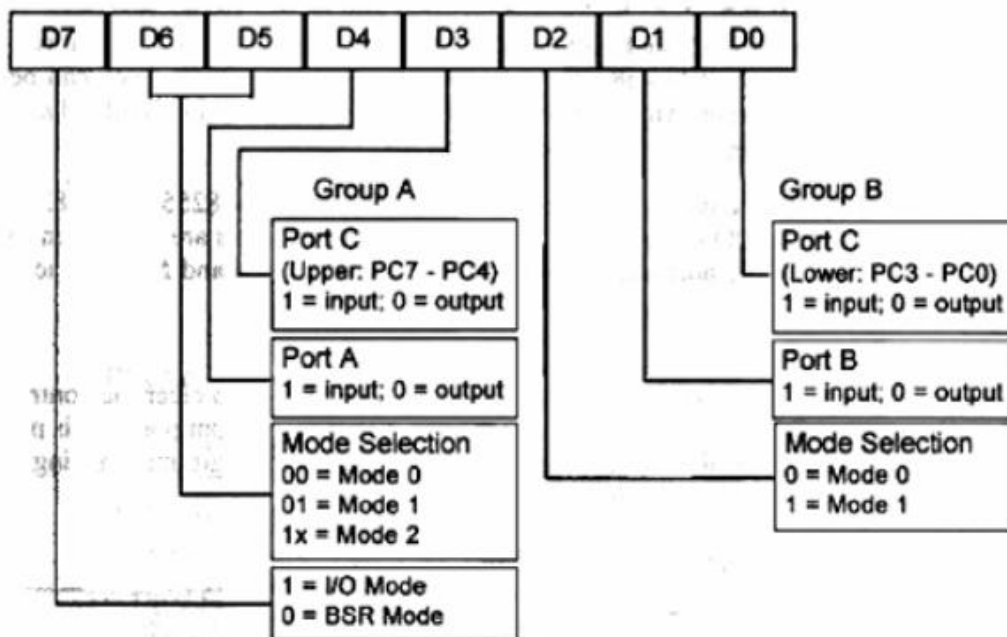 D7 D6 D5 D4 D3 D2 D1 D0
Group A
Port C
(Upper: PC7 - PC4)
1 = input; 0 = output
Port A
1 = input; 0 = output
Mode Selection
00 = Mode 0
01 = Mode 1
1x = Mode 2
1 = I/O Mode
0 = BSR Mode
Group B
Port C
(Lower: PC3 - PC0)
1 = input; 0 = output
Port B
1 = input; 0 = output
Mode Selection
0 = Mode 0
1 = Mode 1